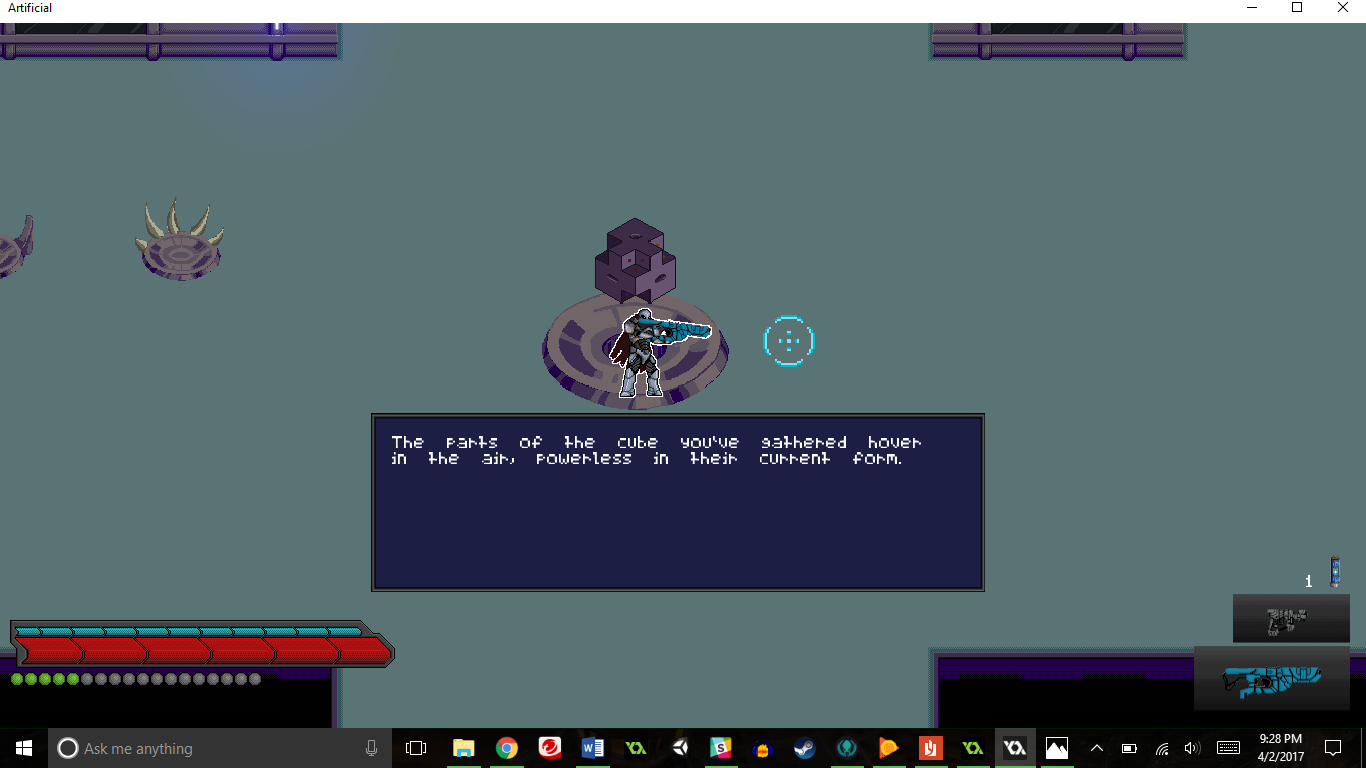 Artificial
The parts of the cube you've gathered hover
in the air, powerless in their current form.
1
Ask me anything
9:28 PM
4/2/2017